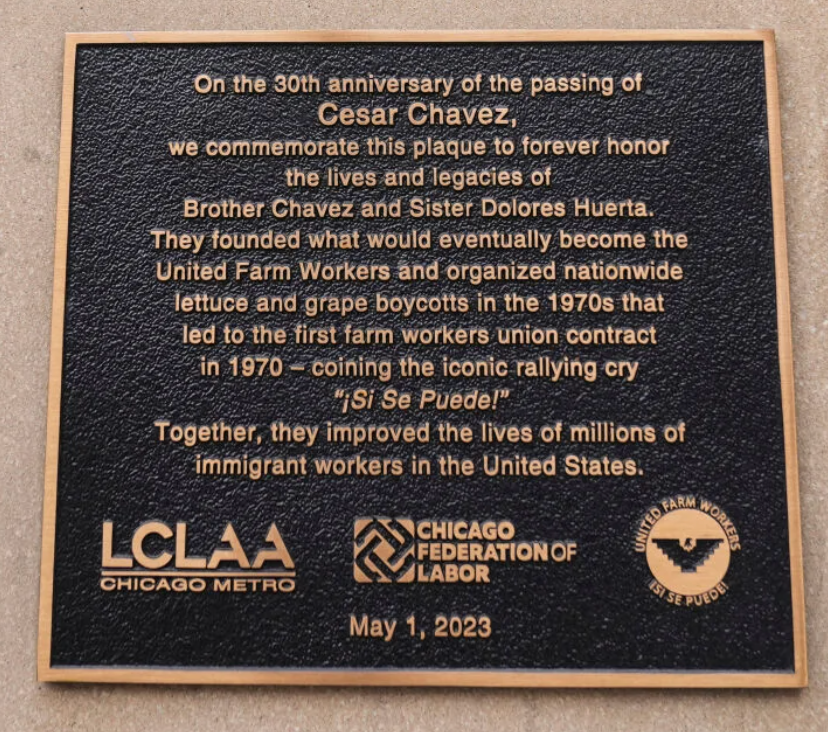 On the 30th anniversary of the passing of
Cesar Chavez,
we commemorate this plaque to forever honor
the lives and legacies of
Brother Chavez and Sister Dolores Huerta.
They founded what would eventually become the
United Farm Workers and organized nationwide
lettuce and grape boycotts in the 1970s that
led to the first farm workers union contract
in 1970 – coining the iconic rallying cry
"¡Si Se Puede!"
Together, they improved the lives of millions of
immigrant workers in the United States.
LCLAA
CHICAGO METRO
CHICAGO
FEDERATION OF
LABOR
UNITED FARM WORKERS
¡SI SE PUEDE!
May 1, 2023